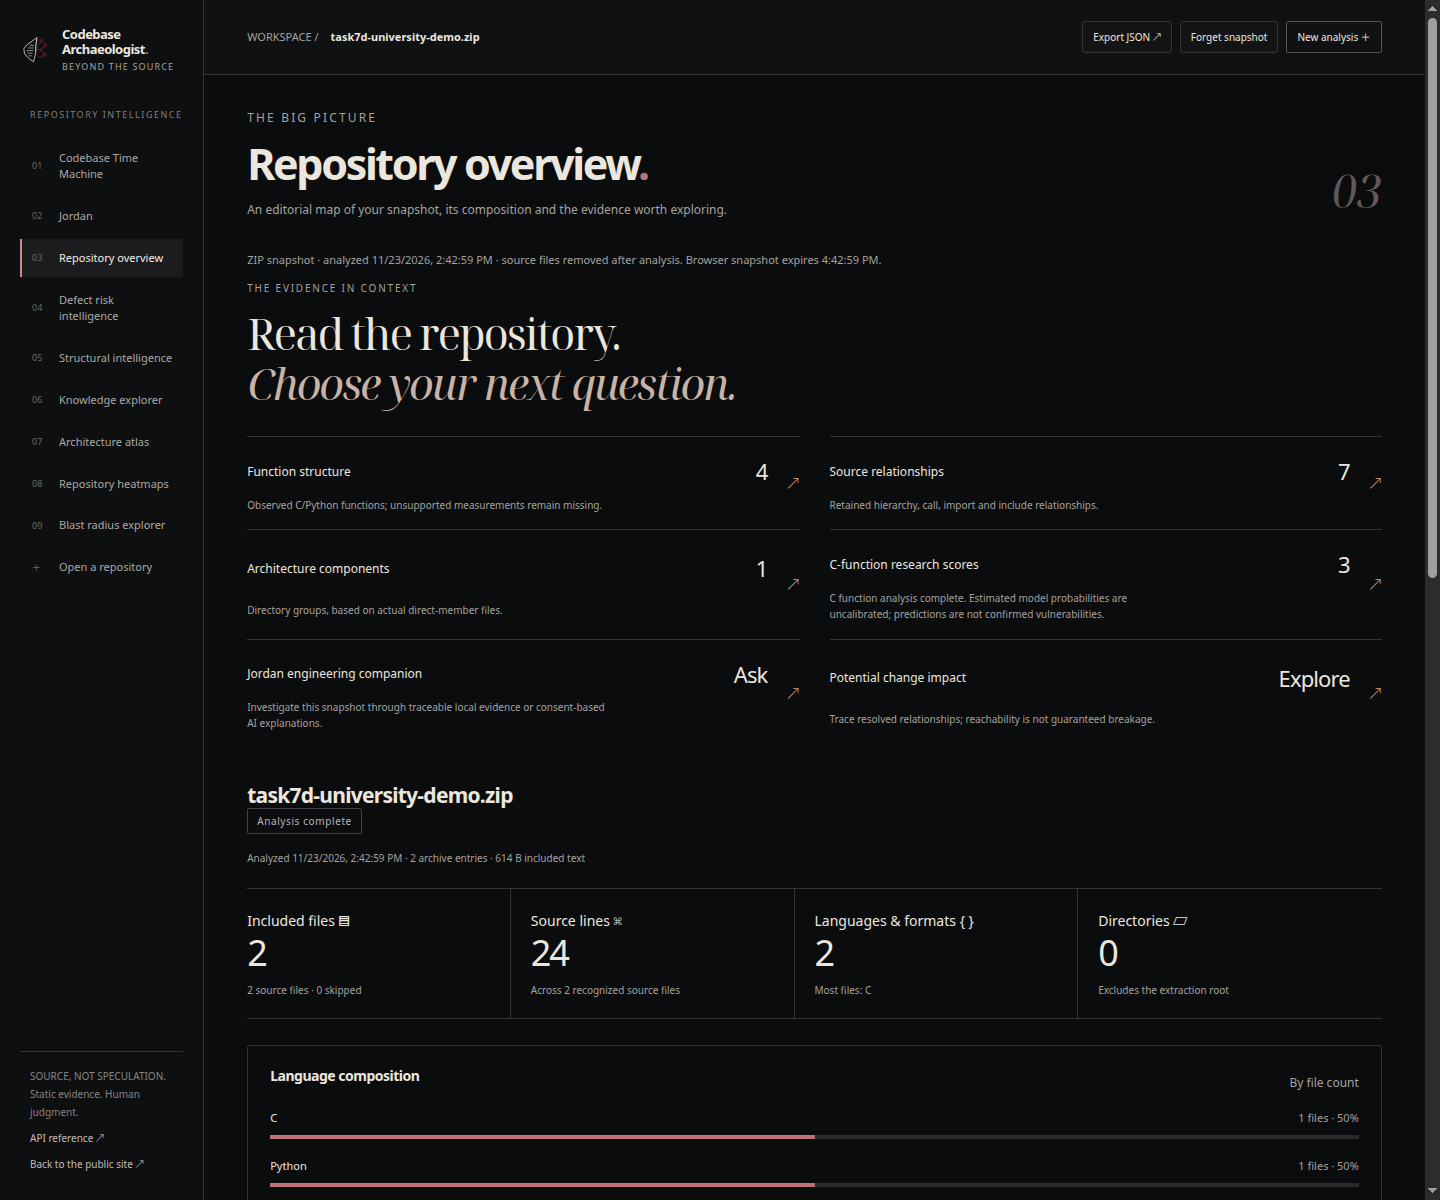 Codebase
Archaeologist.
BEYOND THE SOURCE
REPOSITORY INTELLIGENCE
01 Codebase Time
Machine
02 Jordan
03 Repository overview
04 Defect risk
intelligence
05 Structural intelligence
06 Knowledge explorer
07 Architecture atlas
08 Repository heatmaps
09 Blast radius explorer
+ Open a repository
SOURCE, NOT SPECULATION.
Static evidence. Human
judgment.
API reference ↗
Back to the public site ↗
WORKSPACE / task7d-university-demo.zip
Export JSON ↗
Forget snapshot
New analysis +
THE BIG PICTURE
Repository overview.
03
An editorial map of your snapshot, its composition and the evidence worth exploring.
ZIP snapshot · analyzed 11/23/2026, 2:42:59 PM · source files removed after analysis. Browser snapshot expires 4:42:59 PM.
THE EVIDENCE IN CONTEXT
Read the repository.
Choose your next question.
Function structure 4 ↗
Observed C/Python functions; unsupported measurements remain missing.
Source relationships 7 ↗
Retained hierarchy, call, import and include relationships.
Architecture components 1 ↗
Directory groups, based on actual direct-member files.
C-function research scores 3 ↗
C function analysis complete. Estimated model probabilities are
uncalibrated; predictions are not confirmed vulnerabilities.
Jordan engineering companion Ask ↗
Investigate this snapshot through traceable local evidence or consent-based
AI explanations.
Potential change impact Explore ↗
Trace resolved relationships; reachability is not guaranteed breakage.
task7d-university-demo.zip
Analysis complete
Analyzed 11/23/2026, 2:42:59 PM · 2 archive entries · 614 B included text
Included files ▤
2
2 source files · 0 skipped
Source lines ⌘
24
Across 2 recognized source files
Languages & formats { }
2
Most files: C
Directories ▱
0
Excludes the extraction root
Language composition
By file count
C 1 files · 50%
Python 1 files · 50%